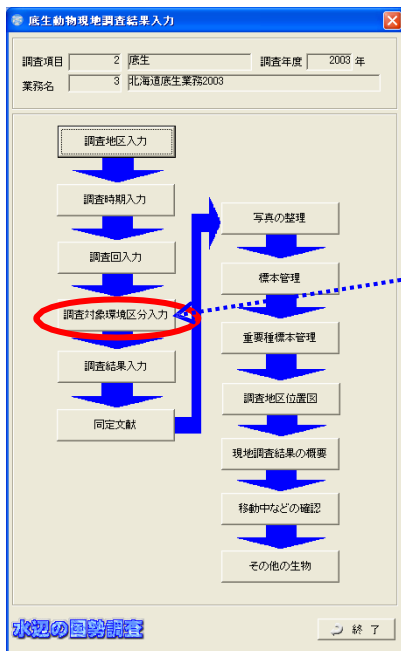 底生動物現地調査結果入力
調査項目 2 底生 調査年度 2003 年
業務名 3 北海道底生業務2003
調査地区入力
調査時期入力
調査回入力
調査対象環境区分入力
調査結果入力
同定文献
写真の整理
標本管理
重要種標本管理
調査地区位置図
現地調査結果の概要
移動中などの確認
その他の生物
水辺の国勢調査
終 了